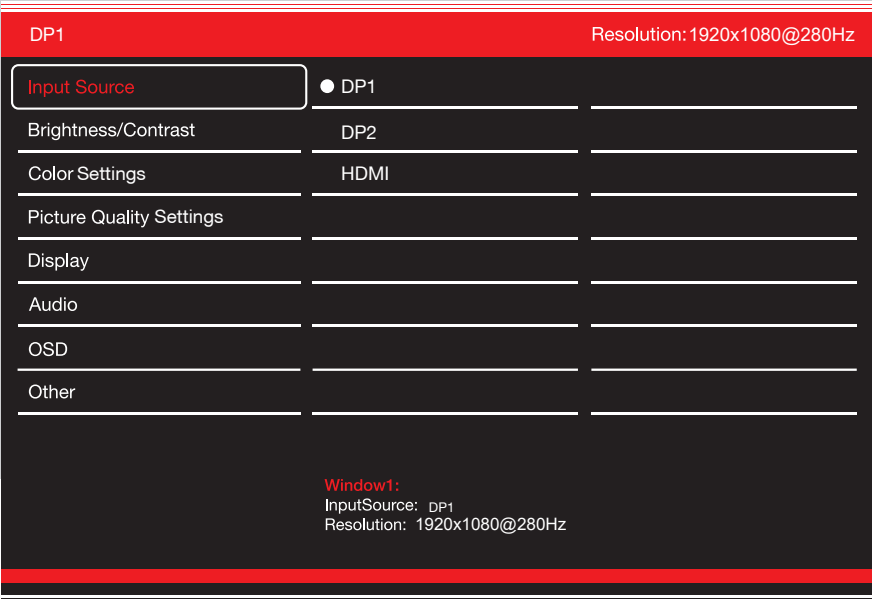 DP1 Resolution:1920x1080@280Hz
Input Source DP1
Brightness/Contrast DP2
Color Settings HDMI
Picture Quality Settings
Display
Audio
OSD
Other
Window1:
InputSource: DP1
Resolution: 1920x1080@280Hz